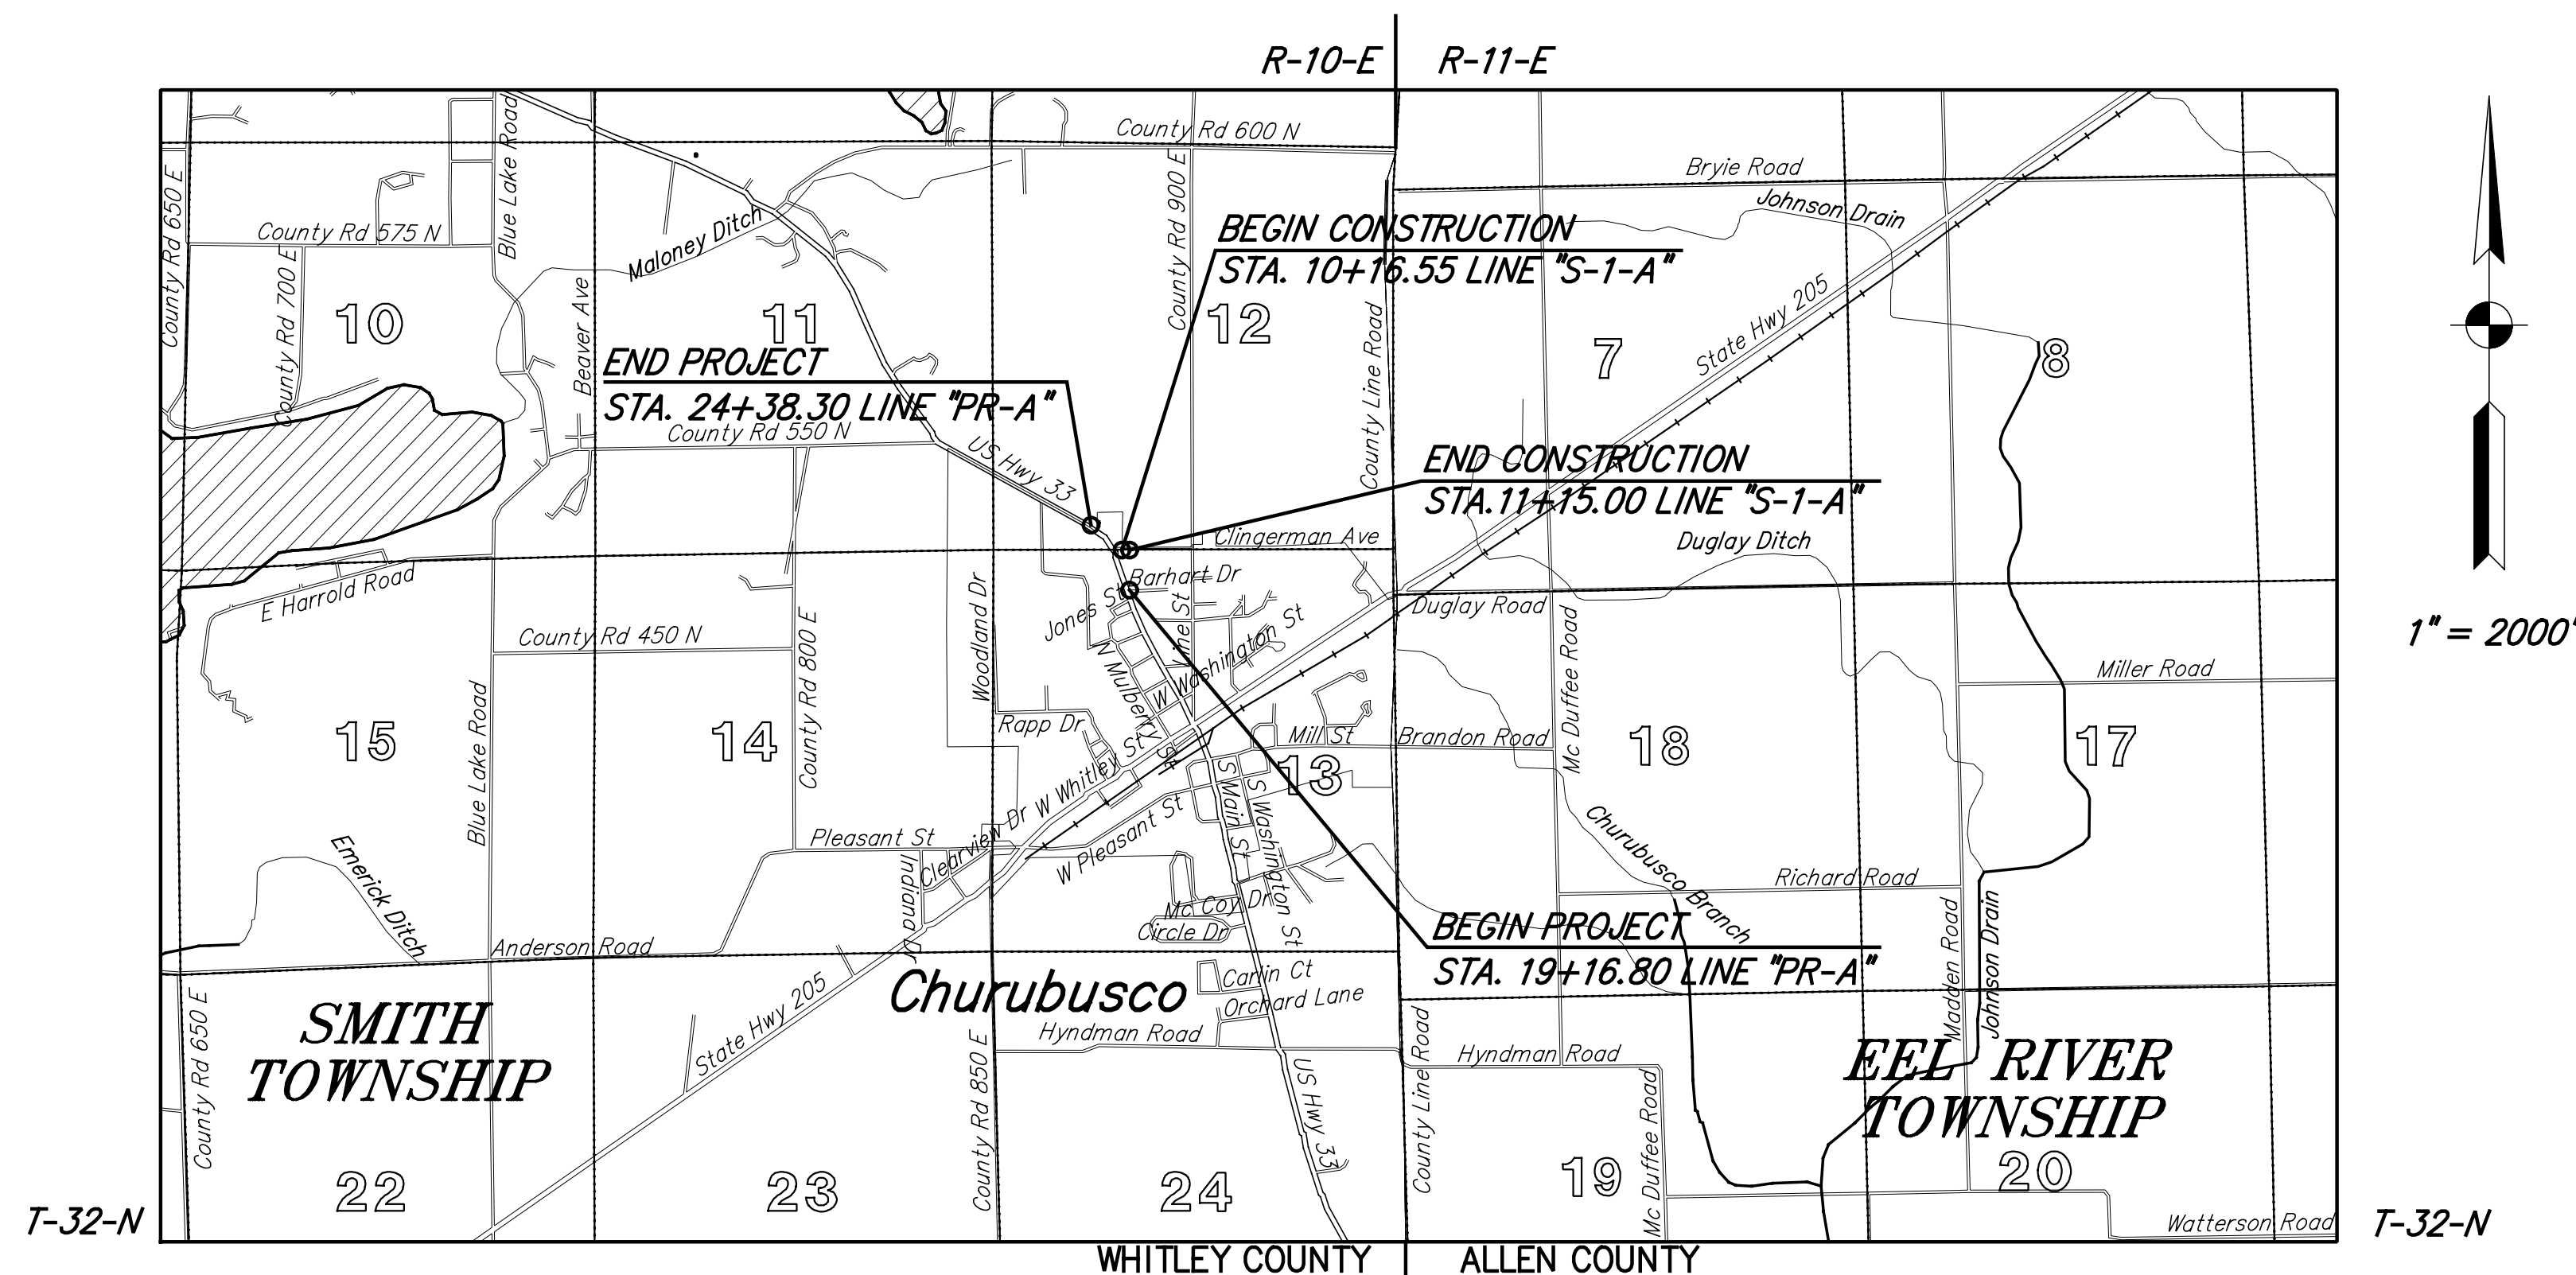 R-10-E
R-11-E
County Rd 600 N
Bryie Road
Johnson Drain
County Rd 650 E
Blue Lake Road
County Rd 900 E
County Rd 575 N
Maloney Ditch
BEGIN CONSTRUCTION
STA. 10+16.55 LINE "S-1-A"
County Rd 700 E
10
Beaver Ave
11
12
County Line Road
7
State Hwy 205
8
END PROJECT
STA. 24+38.30 LINE "PR-A"
County Rd 550 N
US Hwy 33
END CONSTRUCTION
STA.11+15.00 LINE "S-1-A"
Clingerman Ave
Duglay Ditch
E Harrold Road
Barhart Dr
Jones St
Line St
Duglay Road
1" = 2000'
County Rd 450 N
County Rd 800 E
Woodland Dr
N Mulberry St
W Washington St
Mc Duffee Road
Miller Road
15
Blue Lake Road
14
Rapp Dr
Mill St
Brandon Road
18
17
13
Clearview Dr
W Whitley St
S Main St
S Washington St
Pleasant St
W Pleasant St
Emerick Ditch
Indiana Dr
Churubusco Branch
Richard Road
Mc Coy Dr
Circle Dr
BEGIN PROJECT
STA. 19+16.80 LINE "PR-A"
Madden Road
Johnson Drain
Anderson Road
State Hwy 205
Churubusco
Carlin Ct
Orchard Lane
County Rd 650 E
SMITH
TOWNSHIP
County Rd 850 E
Hyndman Road
US Hwy 33
County Line Road
Hyndman Road
Mc Duffee Road
EEL RIVER
TOWNSHIP
22
23
24
19
20
T-32-N
Watterson Road
T-32-N
WHITLEY COUNTY
ALLEN COUNTY